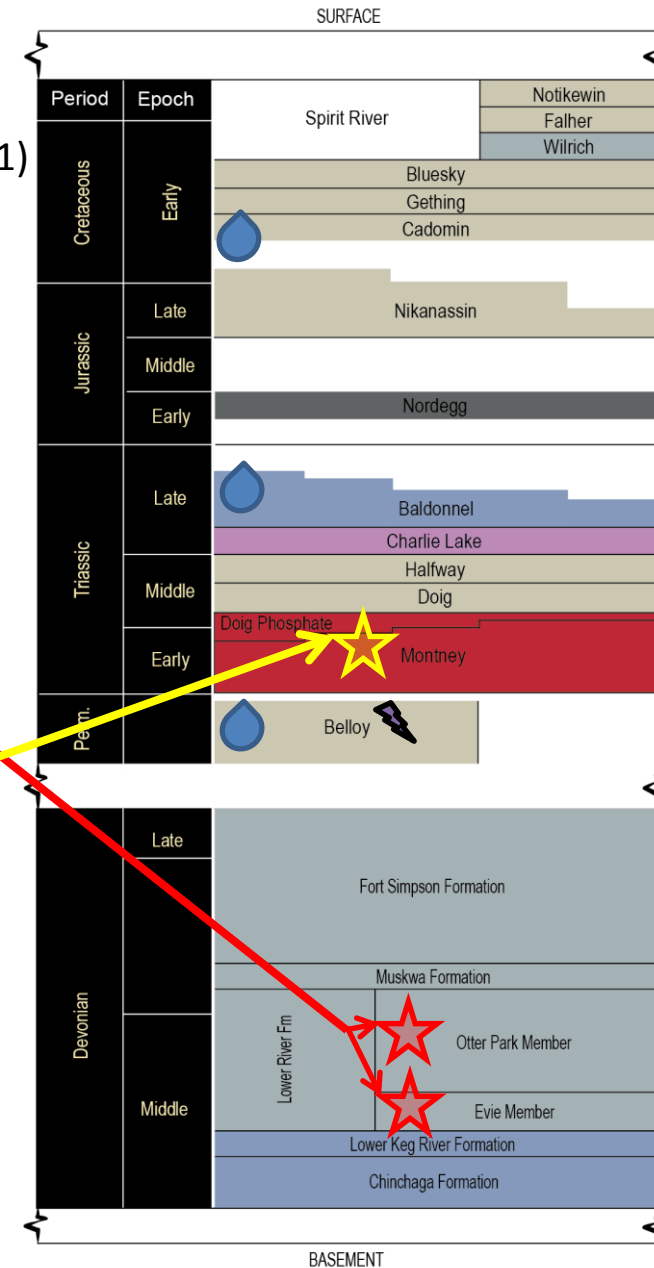 SURFACE
Period Epoch
Spirit River
Notikewin
Falher
Wilrich
1)
Cretaceous
Early
Bluesky
Gething
Cadomin
Jurassic
Late
Nikanassin
Middle
Early
Nordegg
Triassic
Late
Baldonnel
Charlie Lake
Middle
Halfway
Doig
Doig Phosphate
Early
Montney
Perm.
Belloy
Devonian
Late
Fort Simpson Formation
Muskwa Formation
Lower River Fm
Otter Park Member
Middle
Evie Member
Lower Keg River Formation
Chinchaga Formation
BASEMENT